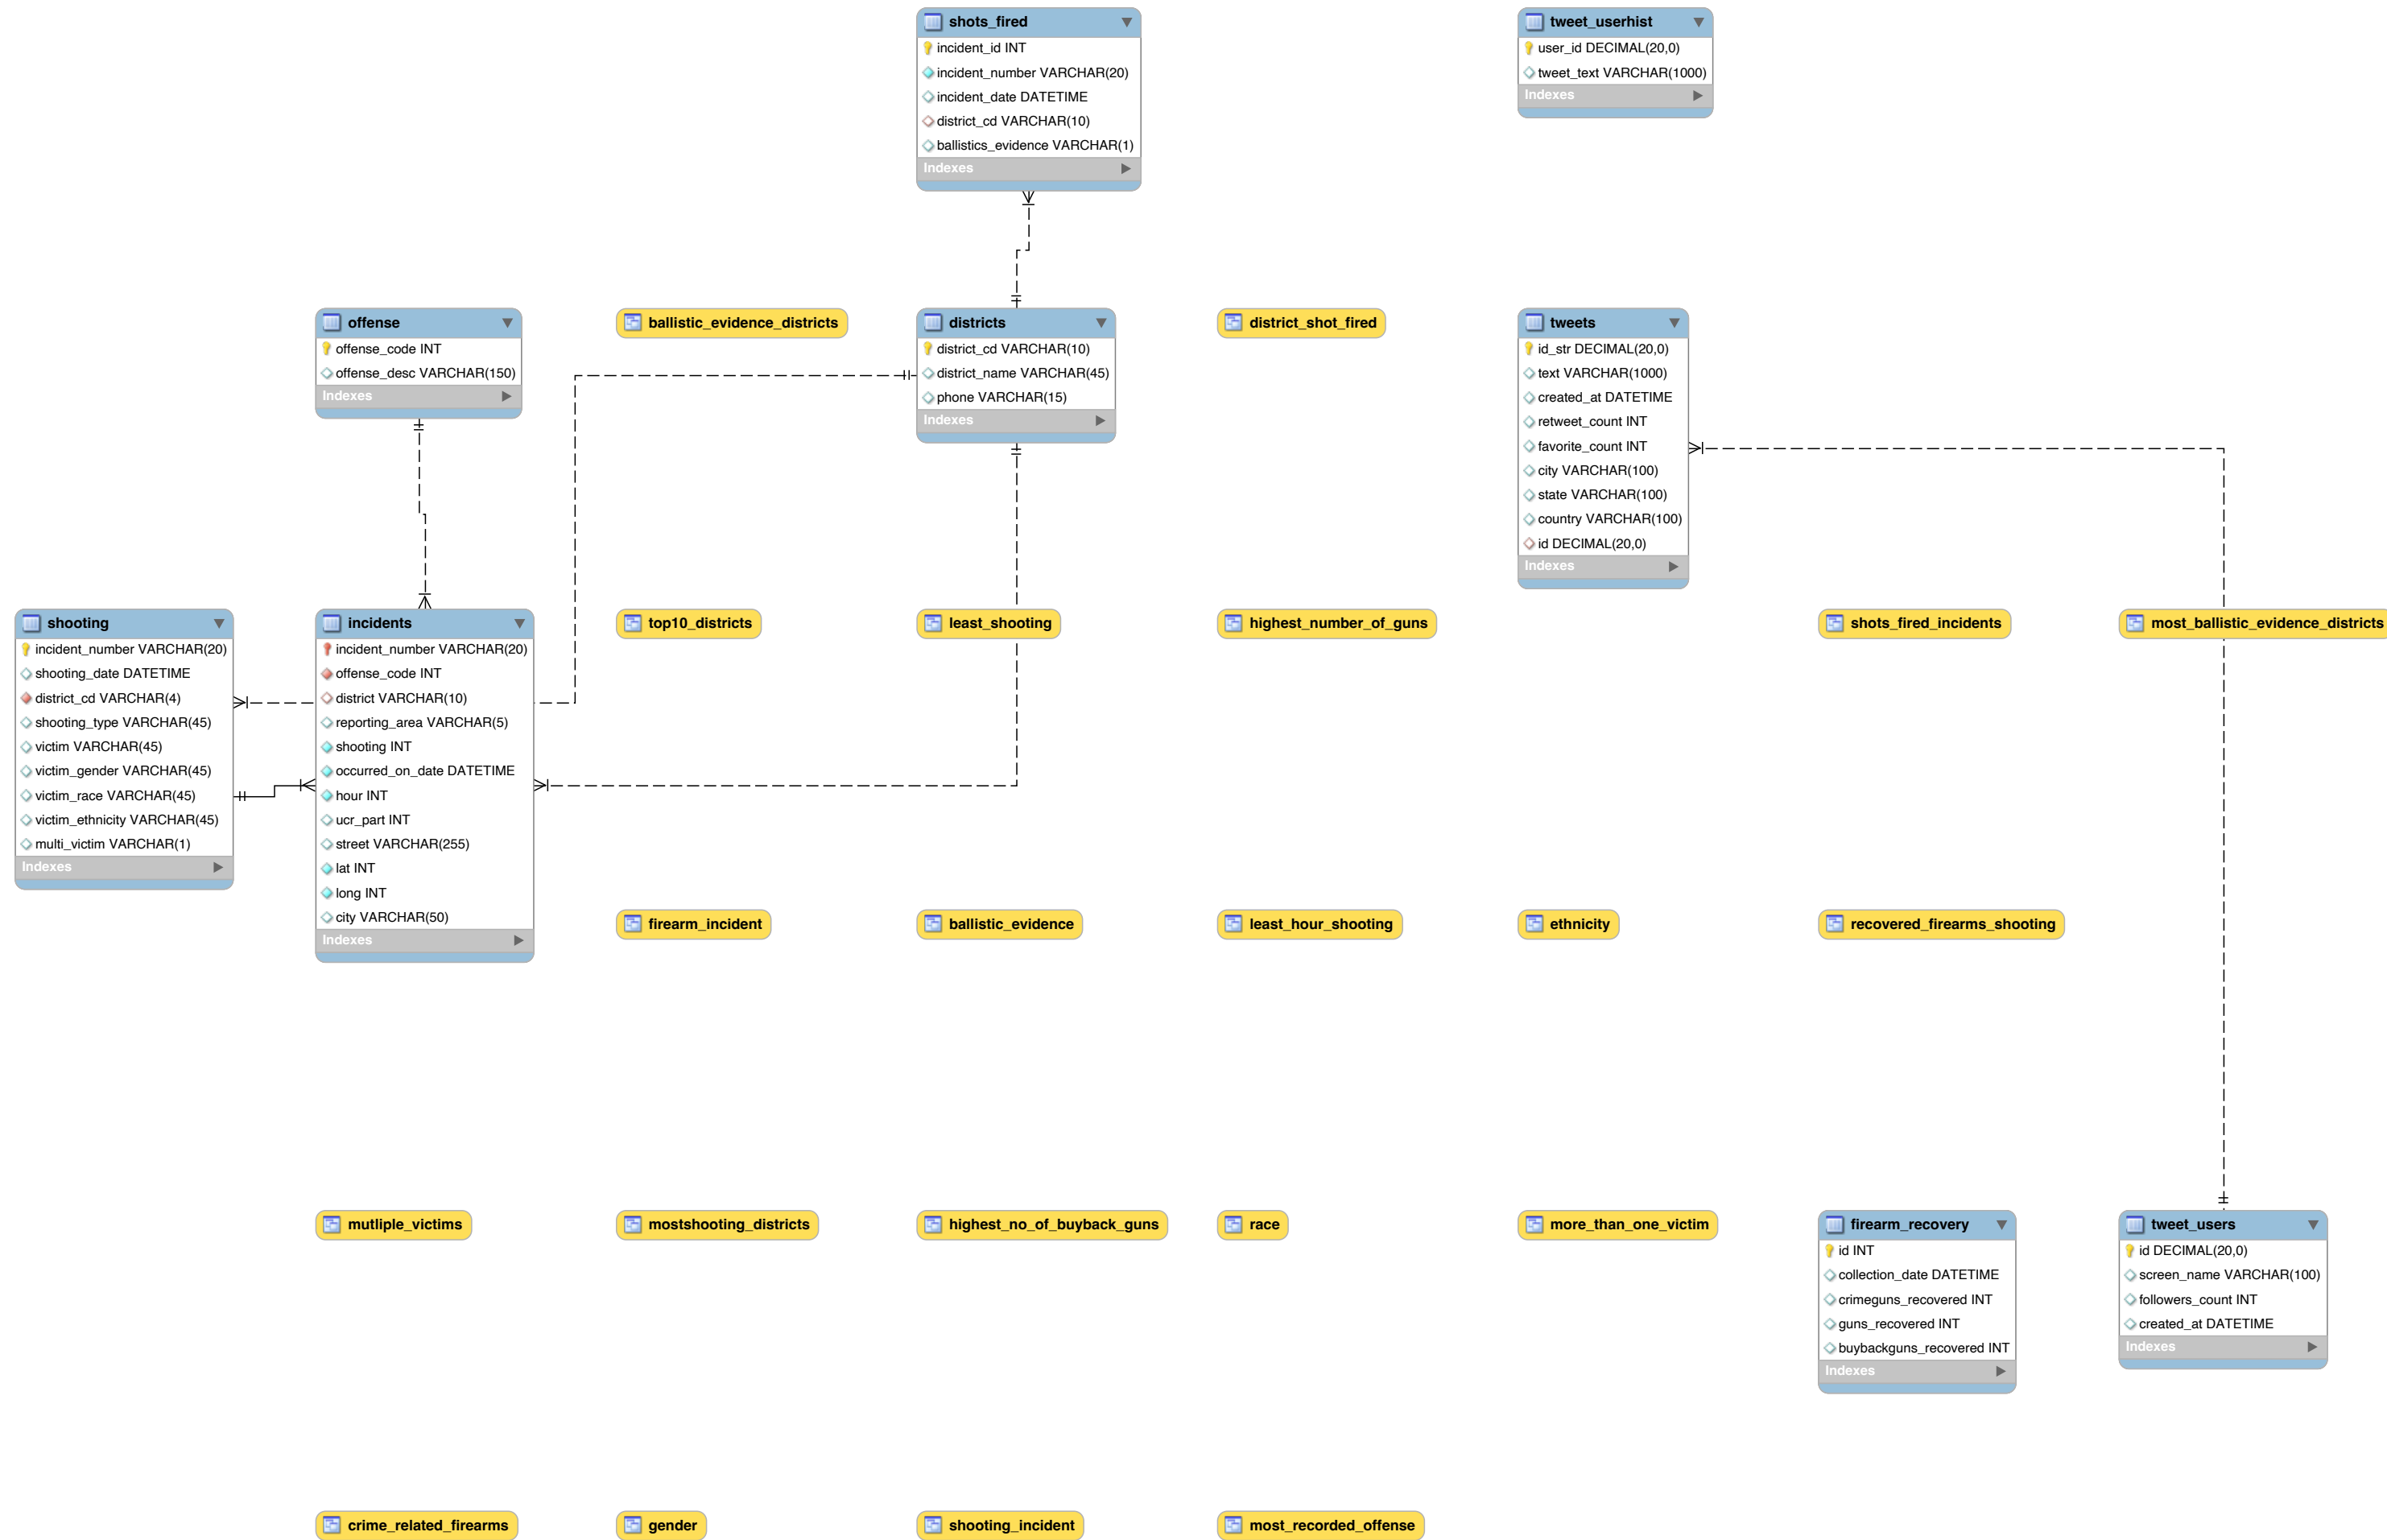 shots_fired
incident_id INT
incident_number VARCHAR(20)
incident_date DATETIME
district_cd VARCHAR(10)
ballistics_evidence VARCHAR(1)
Indexes
tweet_userhist
user_id DECIMAL(20,0)
tweet_text VARCHAR(1000)
Indexes
offense
offense_code INT
offense_desc VARCHAR(150)
Indexes
ballistic_evidence_districts
districts
district_cd VARCHAR(10)
district_name VARCHAR(45)
phone VARCHAR(15)
Indexes
district_shot_fired
tweets
id_str DECIMAL(20,0)
text VARCHAR(1000)
created_at DATETIME
retweet_count INT
favorite_count INT
city VARCHAR(100)
state VARCHAR(100)
country VARCHAR(100)
id DECIMAL(20,0)
Indexes
shooting
incident_number VARCHAR(20)
shooting_date DATETIME
district_cd VARCHAR(4)
shooting_type VARCHAR(45)
victim VARCHAR(45)
victim_gender VARCHAR(45)
victim_race VARCHAR(45)
victim_ethnicity VARCHAR(45)
multi_victim VARCHAR(1)
Indexes
incidents
incident_number VARCHAR(20)
offense_code INT
district VARCHAR(10)
reporting_area VARCHAR(5)
shooting INT
occurred_on_date DATETIME
hour INT
ucr_part INT
street VARCHAR(255)
lat INT
long INT
city VARCHAR(50)
Indexes
top10_districts
least_shooting
highest_number_of_guns
shots_fired_incidents
most_ballistic_evidence_districts
firearm_incident
ballistic_evidence
least_hour_shooting
ethnicity
recovered_firearms_shooting
mutliple_victims
mostshooting_districts
highest_no_of_buyback_guns
race
more_than_one_victim
firearm_recovery
id INT
collection_date DATETIME
crimeguns_recovered INT
guns_recovered INT
buybackguns_recovered INT
Indexes
tweet_users
id DECIMAL(20,0)
screen_name VARCHAR(100)
followers_count INT
created_at DATETIME
Indexes
crime_related_firearms
gender
shooting_incident
most_recorded_offense